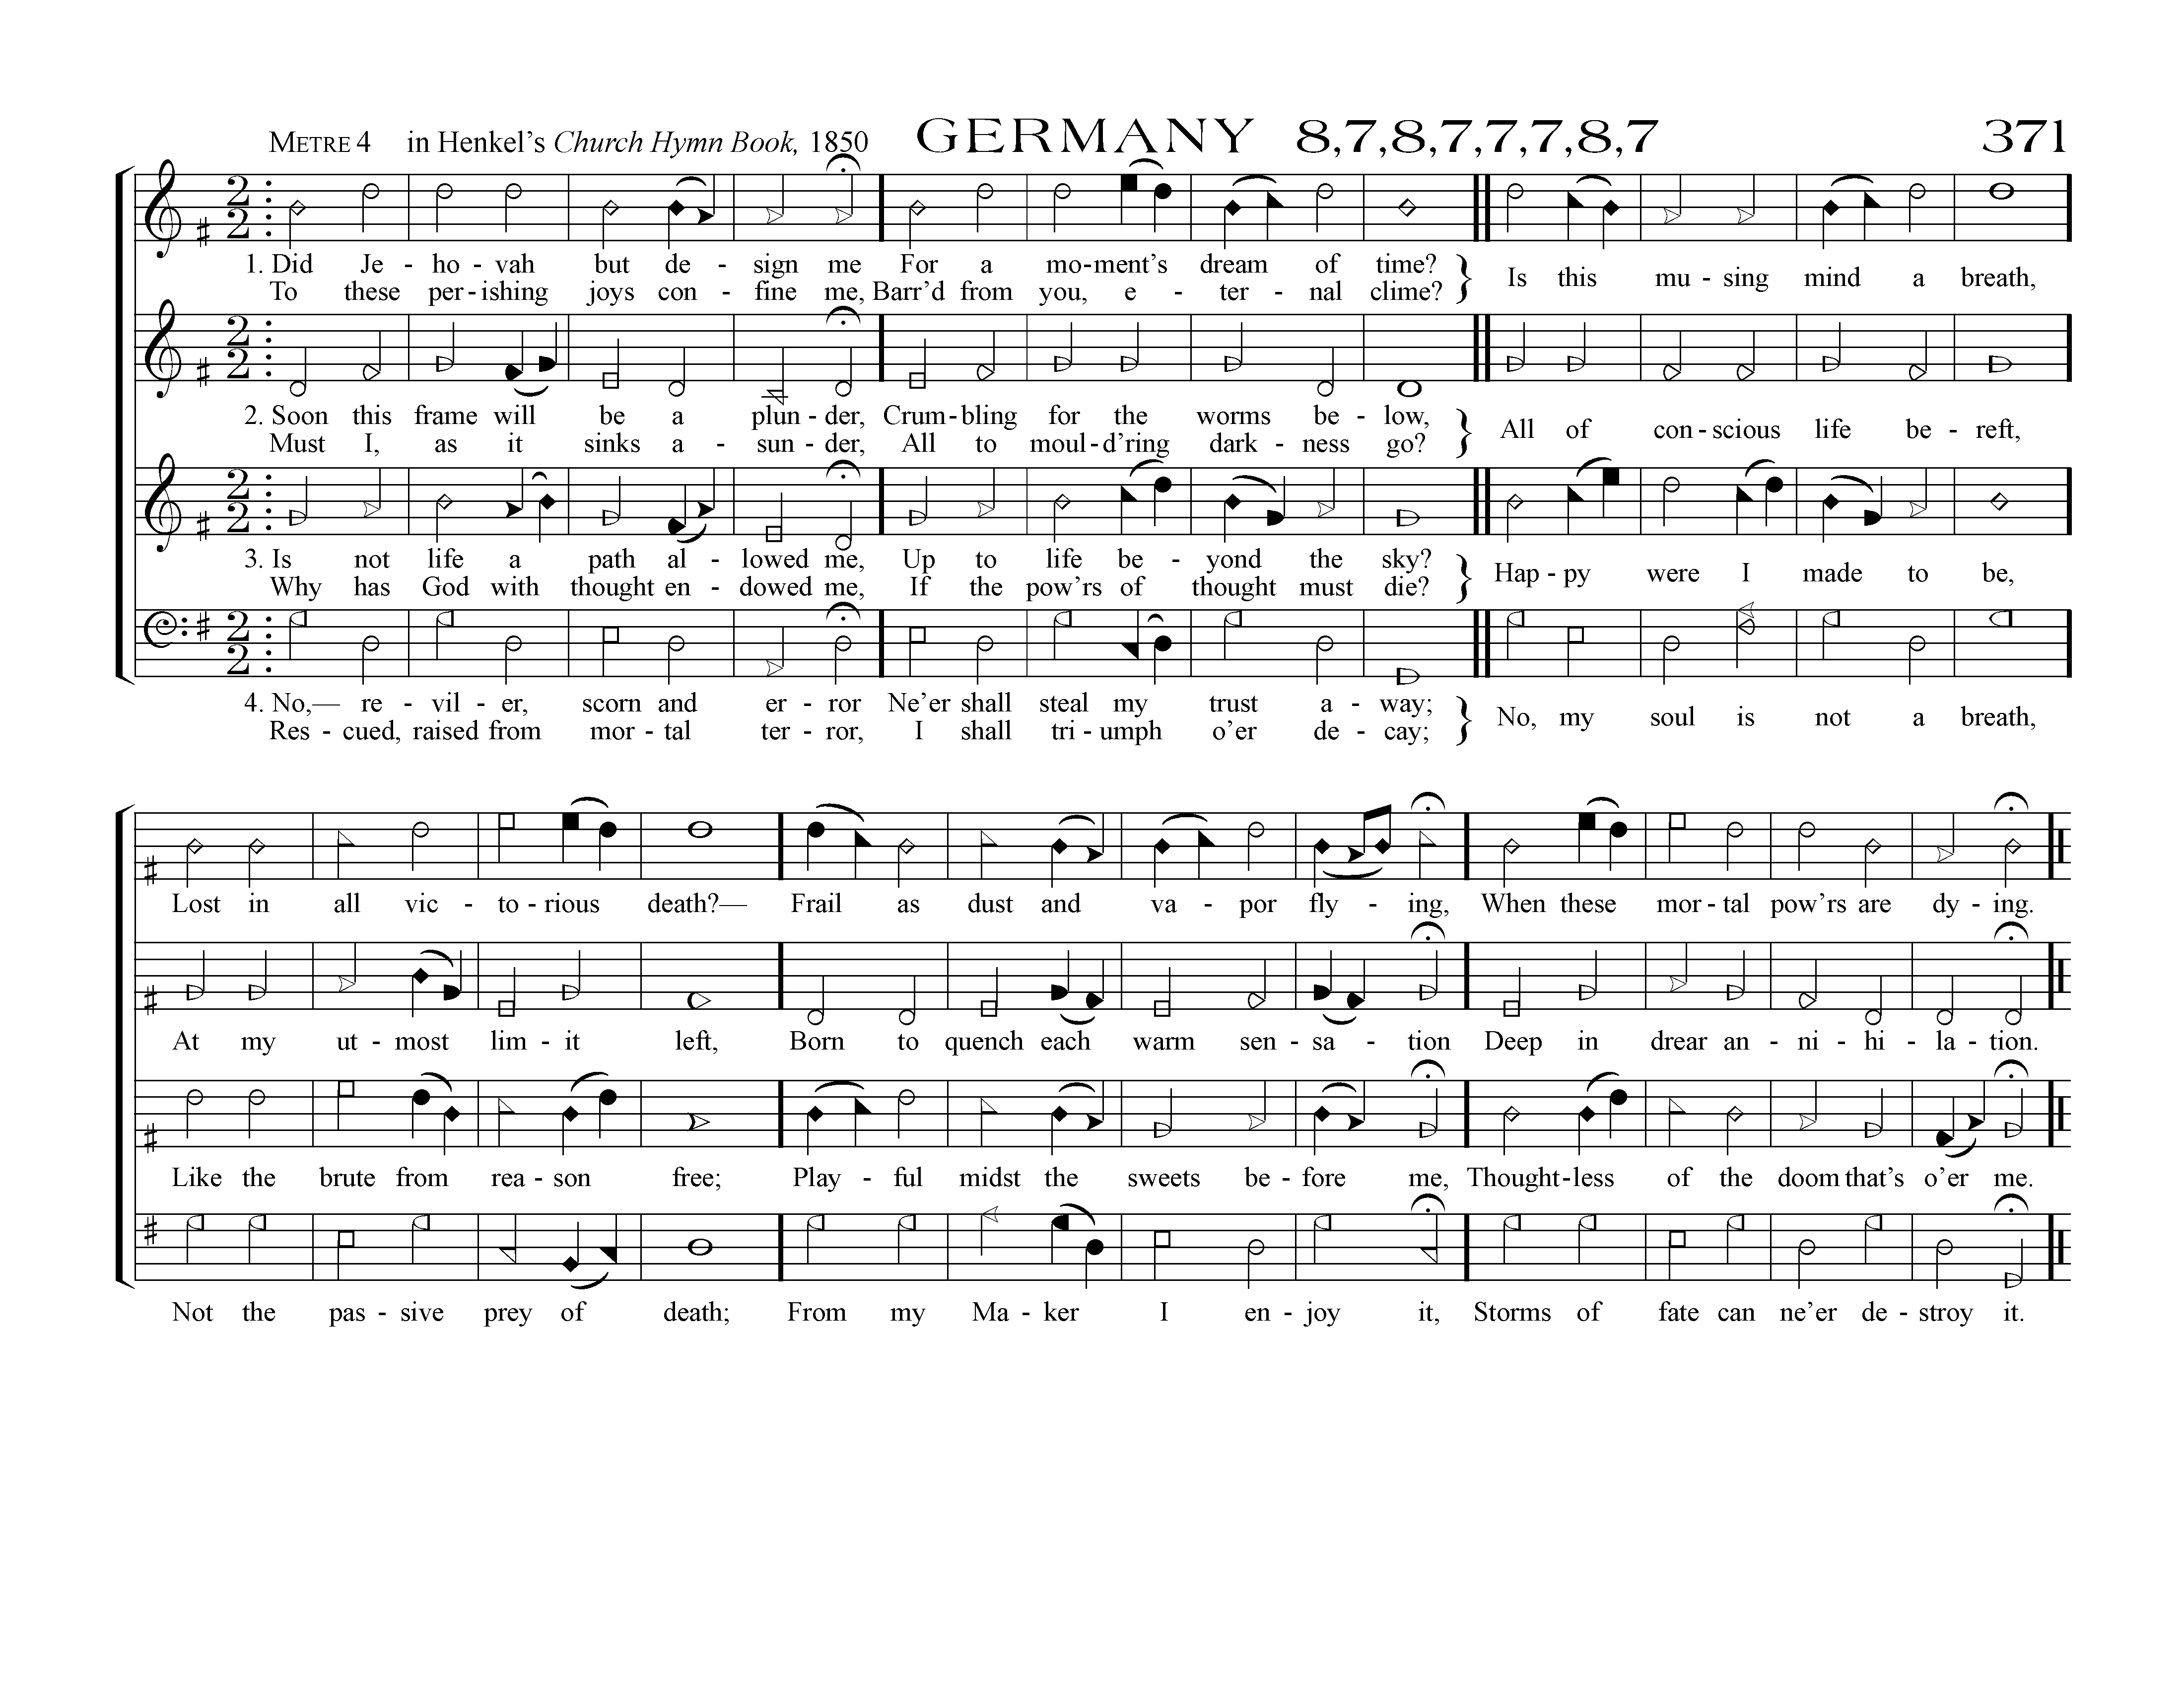 METRE 4 in Henkel’s Church Hymn Book, 1850 GERMANY 8,7,8,7,7,7,8,7 371
1. Did Je - ho - vah but de - sign me For a mo - ment’s dream of time? } Is this mu - sing mind a breath,
To these per - ishing joys con - fine me, Barr’d from you, e - ter - nal clime?
2. Soon this frame will be a plun - der, Crum - bling for the worms be - low, } All of con - scious life be - reft,
Must I, as it sinks a - sun - der, All to moul - d’ring dark - ness go?
3. Is not life a path al - lowed me, Up to life be - yond the sky? } Hap - py were I made to be,
Why has God with thought en - dowed me, If the pow’rs of thought must die?
4. No,— re - vil - er, scorn and er - ror Ne’er shall steal my trust a - way; } No, my soul is not a breath,
Res - cued, raised from mor - tal ter - ror, I shall tri - umph o’er de - cay;
Lost in all vic - to - rious death?— Frail as dust and va - por fly - ing, When these mor - tal pow’rs are dy - ing.
At my ut - most lim - it left, Born to quench each warm sen - sa - tion Deep in drear an - ni - hi - la - tion.
Like the brute from rea - son free; Play - ful midst the sweets be - fore me, Thought - less of the doom that’s o’er me.
Not the pas - sive prey of death; From my Ma - ker I en - joy it, Storms of fate can ne’er de - stroy it.